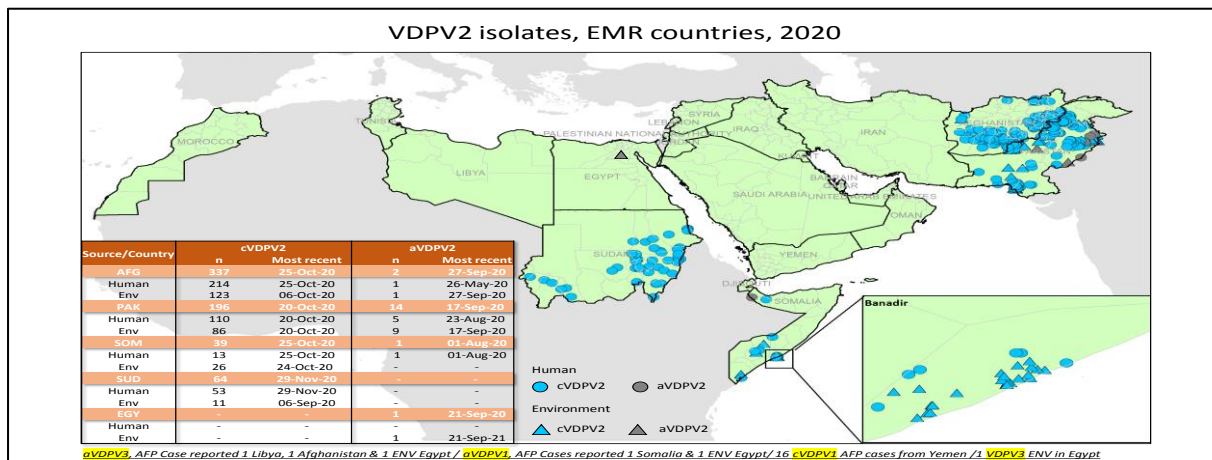 VDPV2 isolates, EMR countries, 2020
MOROCCO
TUNISIA
LIBYA
EGYPT
PALESTINIAN NATIONAL AUTHORITY
LEBANON
SYRIA
JORDAN
IRAQ
IRAN
KUWAIT
BAHRAIN
QATAR
UNITED ARAB EMIRATES
SAUDI ARABIA
OMAN
YEMEN
AFGHANISTAN
SUDAN
DJIBOUTI
SOMALIA
Source/Country cVDPV2 aVDPV2
n Most recent n Most recent
AFG 337 25-Oct-20 2 27-Sep-20
Human 214 25-Oct-20 1 26-May-20
Env 123 06-Oct-20 1 27-Sep-20
PAK 196 20-Oct-20 14 17-Sep-20
Human 110 20-Oct-20 5 23-Aug-20
Env 86 20-Oct-20 9 17-Sep-20
SOM 39 25-Oct-20 1 01-Aug-20
Human 13 25-Oct-20 1 01-Aug-20
Env 26 24-Oct-20 - -
SUD 64 29-Nov-20 - -
Human 53 29-Nov-20 - -
Env 11 06-Sep-20 - -
EGY - - 1 21-Sep-20
Human - - - -
Env - - 1 21-Sep-21
Human
cVDPV2 aVDPV2
Environment
cVDPV2 aVDPV2
Banadir
aVDPV3, AFP Case reported 1 Libya, 1 Afghanistan & 1 ENV Egypt / aVDPV1, AFP Cases reported 1 Somalia & 1 ENV Egypt/ 16 cVDPV1 AFP cases from Yemen /1 VDPV3 ENV in Egypt